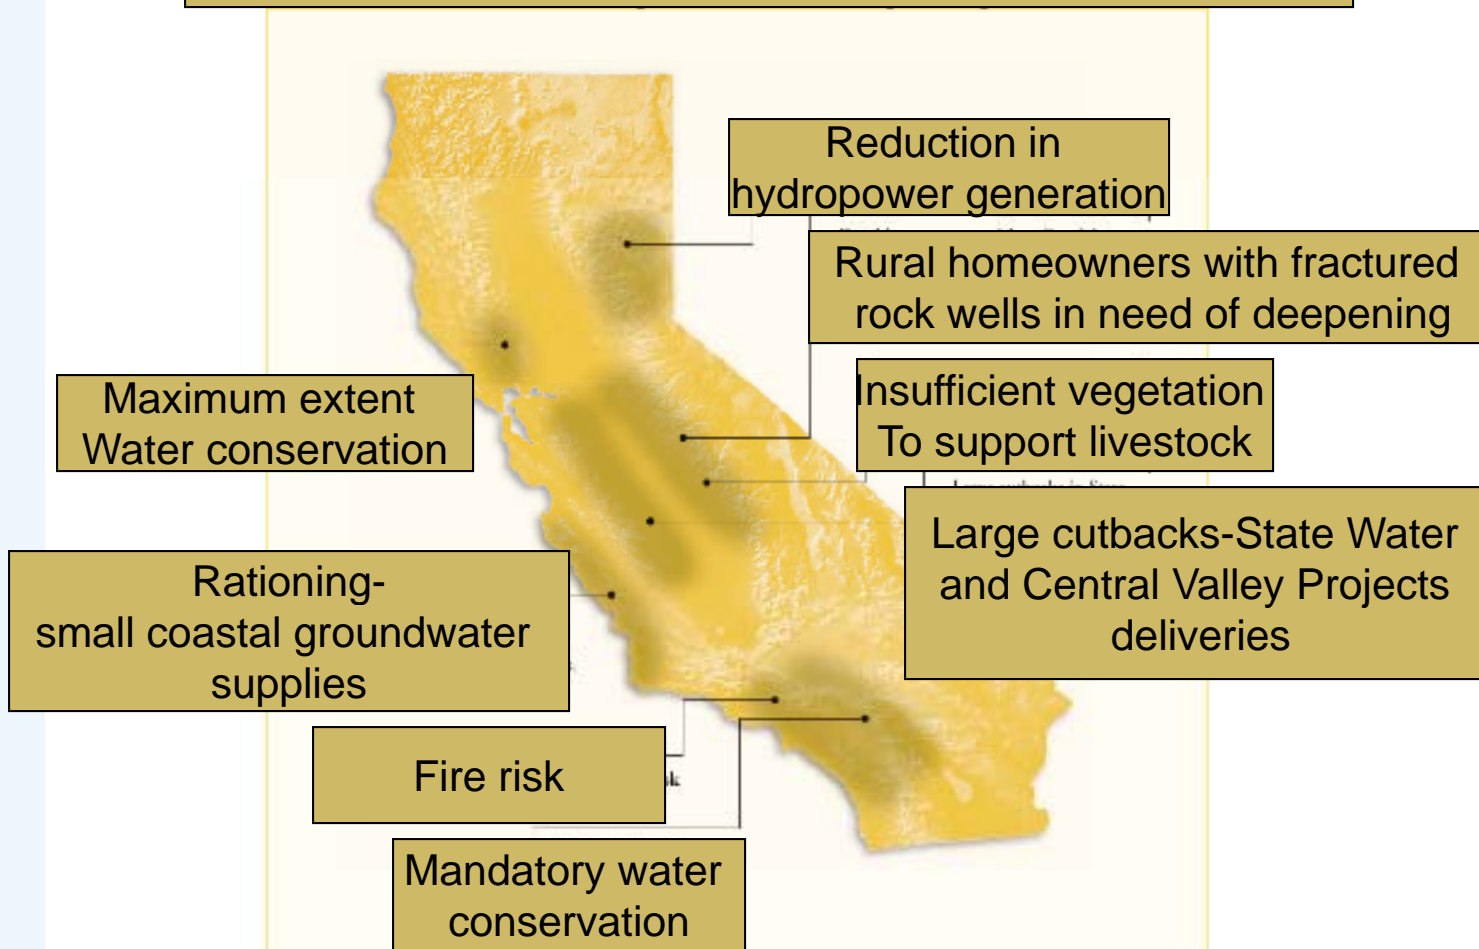 Reduction in
hydropower generation
Rural homeowners with fractured
rock wells in need of deepening
Insufficient vegetation
To support livestock
Maximum extent
Water conservation
Large cutbacks-State Water
and Central Valley Projects
deliveries
Rationing-
small coastal groundwater
supplies
Fire risk
Mandatory water
conservation